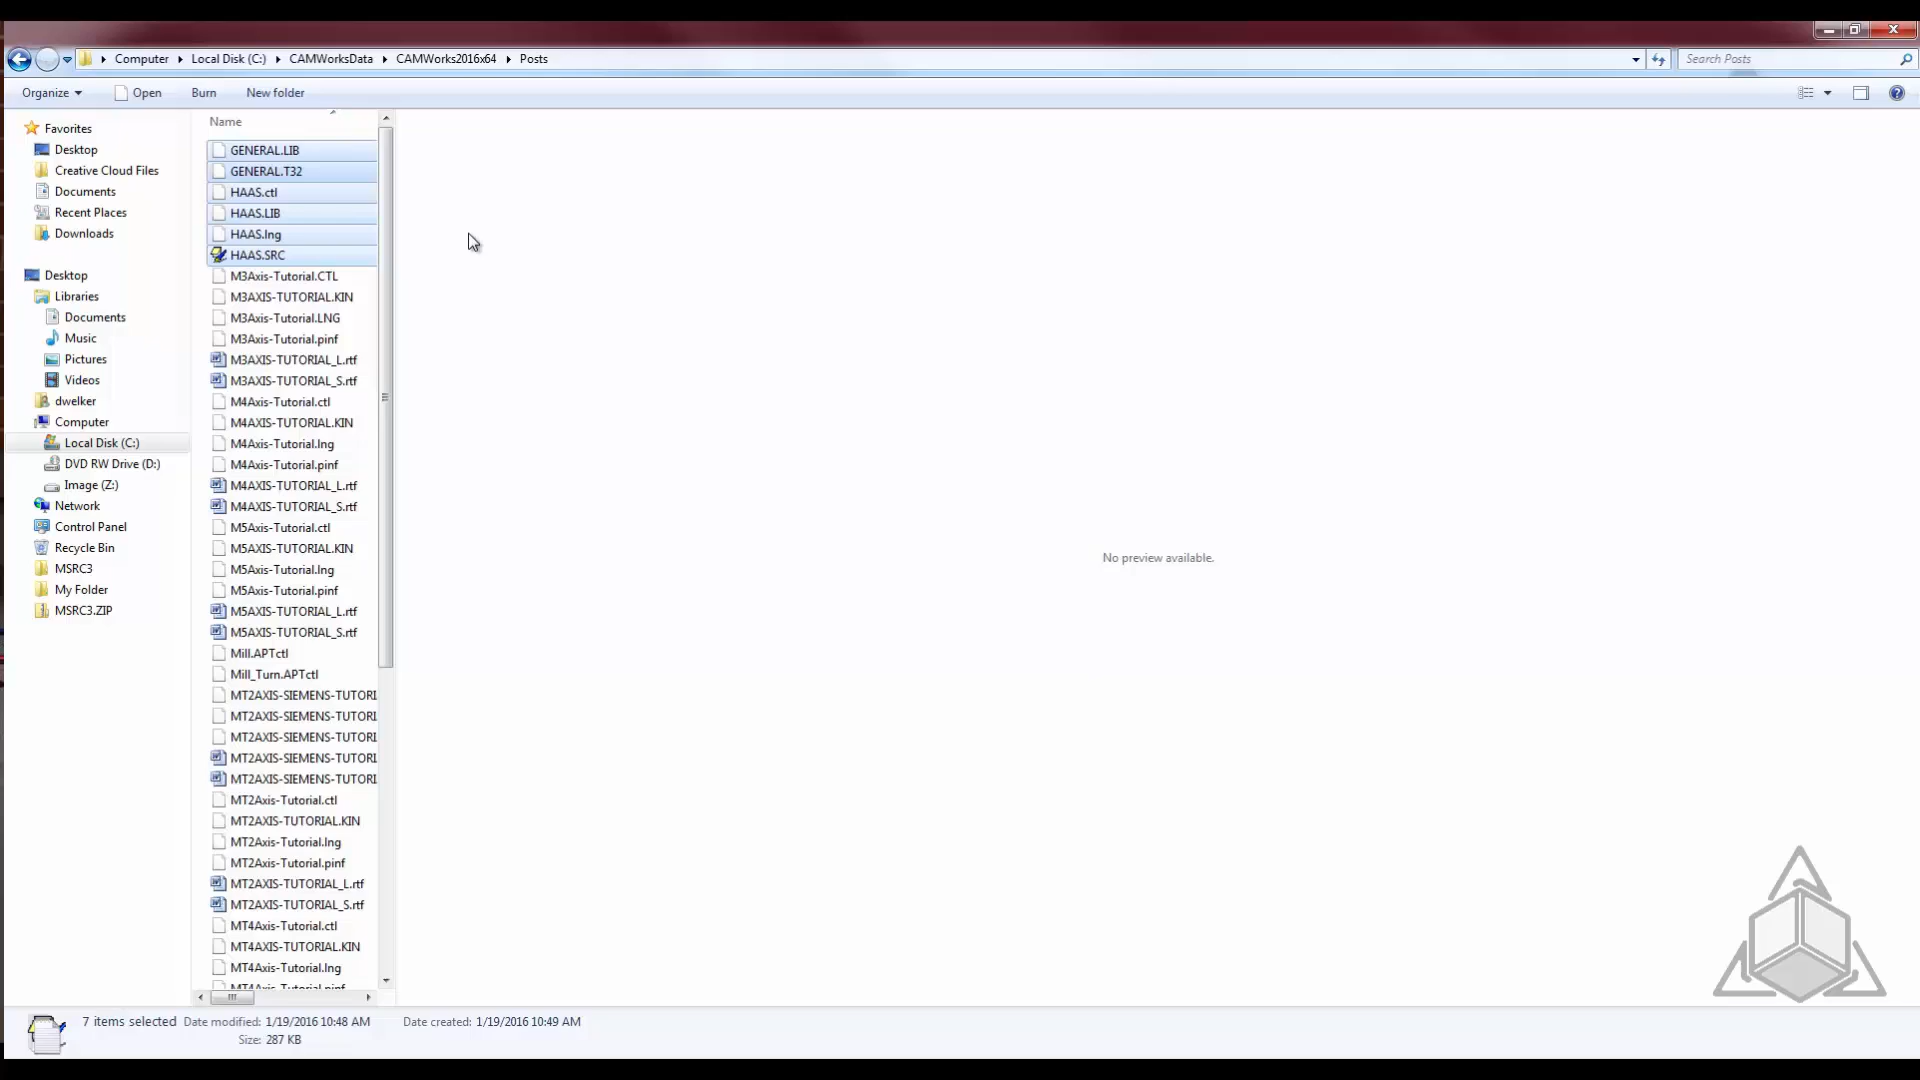 Computer Local Disk (C:) CAMWorksData CAMWorks2016x64 Posts
Search Posts
Organize Open Burn New folder
Favorites
Desktop
Creative Cloud Files
Documents
Recent Places
Downloads
Desktop
Libraries
Documents
Music
Pictures
Videos
dwelker
Computer
Local Disk (C:)
DVD RW Drive (D:)
Image (Z:)
Network
Control Panel
Recycle Bin
MSRC3
My Folder
MSRC3.ZIP
Name
GENERAL.LIB
GENERAL.T32
HAAS.ctl
HAAS.LIB
HAAS.lng
HAAS.SRC
M3Axis-Tutorial.CTL
M3AXIS-TUTORIAL.KIN
M3Axis-Tutorial.LNG
M3Axis-Tutorial.pinf
M3AXIS-TUTORIAL_L.rtf
M3AXIS-TUTORIAL_S.rtf
M4Axis-Tutorial.ctl
M4AXIS-TUTORIAL.KIN
M4Axis-Tutorial.lng
M4Axis-Tutorial.pinf
M4AXIS-TUTORIAL_L.rtf
M4AXIS-TUTORIAL_S.rtf
M5Axis-Tutorial.ctl
M5AXIS-TUTORIAL.KIN
M5Axis-Tutorial.lng
M5Axis-Tutorial.pinf
M5AXIS-TUTORIAL_L.rtf
M5AXIS-TUTORIAL_S.rtf
Mill.APTctl
Mill_Turn.APTctl
MT2AXIS-SIEMENS-TUTORI
MT2AXIS-SIEMENS-TUTORI
MT2AXIS-SIEMENS-TUTORI
MT2AXIS-SIEMENS-TUTORI
MT2AXIS-SIEMENS-TUTORI
MT2Axis-Tutorial.ctl
MT2AXIS-TUTORIAL.KIN
MT2Axis-Tutorial.lng
MT2Axis-Tutorial.pinf
MT2AXIS-TUTORIAL_L.rtf
MT2AXIS-TUTORIAL_S.rtf
MT4Axis-Tutorial.ctl
MT4AXIS-TUTORIAL.KIN
MT4Axis-Tutorial.lng
MT4Axis-Tutorial.pinf
No preview available.
7 items selected Date modified: 1/19/2016 10:48 AM Date created: 1/19/2016 10:49 AM
Size: 287 KB